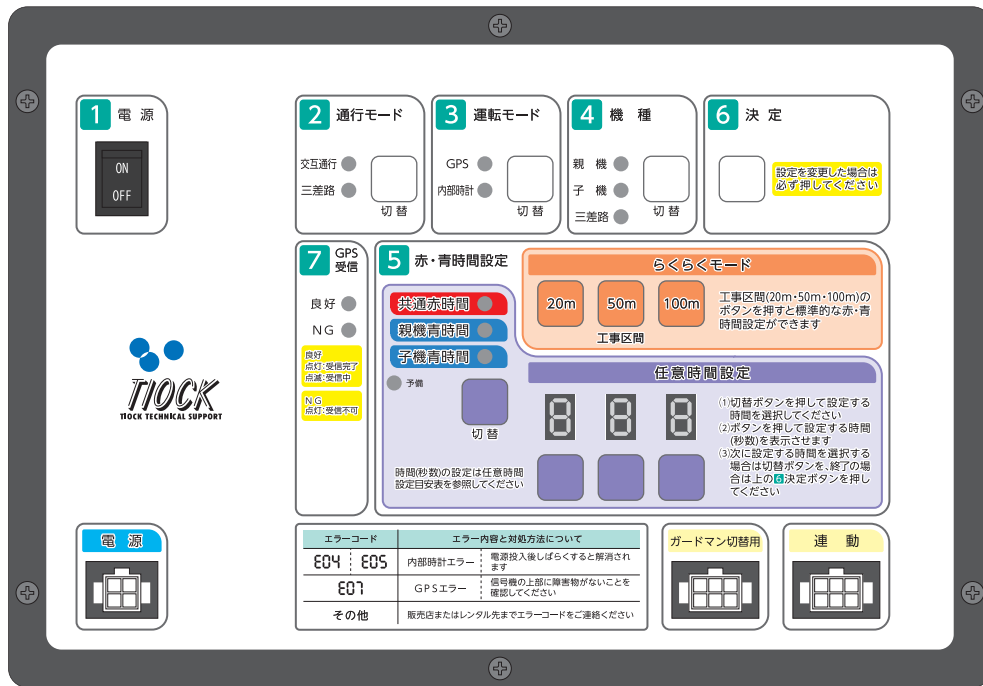 1 電源
ON
OFF
2 通行モード
交互通行
三差路
切替
3 運転モード
GPS
内部時計
切替
4 機種
親機
子機
三差路
切替
6 決定
設定を変更した場合は
必ず押してください
7 GPS
受信
良好
NG
良好
点灯:受信完了
点滅:受信中
NG
点灯:受信不可
5 赤・青時間設定
共通赤時間
親機青時間
子機青時間
予備
切替
時間(秒数)の設定は任意時間
設定目安表を参照してください
らくらくモード
20m 50m 100m
工事区間
工事区間(20m・50m・100m)の
ボタンを押すと標準的な赤・青
時間設定ができます
任意時間設定
8 8 8
⑴切替ボタンを押して設定する
時間を選択してください
⑵ボタンを押して設定する時間
(秒数)を表示させます
⑶次に設定する時間を選択する
場合は切替ボタンを、終了の場
合は上の6決定ボタンを押し
てください
TIOCK
TIOCK TECHNICAL SUPPORT
電源
エラーコード エラー内容と対処方法について
E04 E05 内部時計エラー 電源投入後しばらくすると解消され
ます
E07 GPSエラー 信号機の上部に障害物がないことを
確認してください
その他 販売店またはレンタル先までエラーコードをご連絡ください
ガードマン切替用
連動